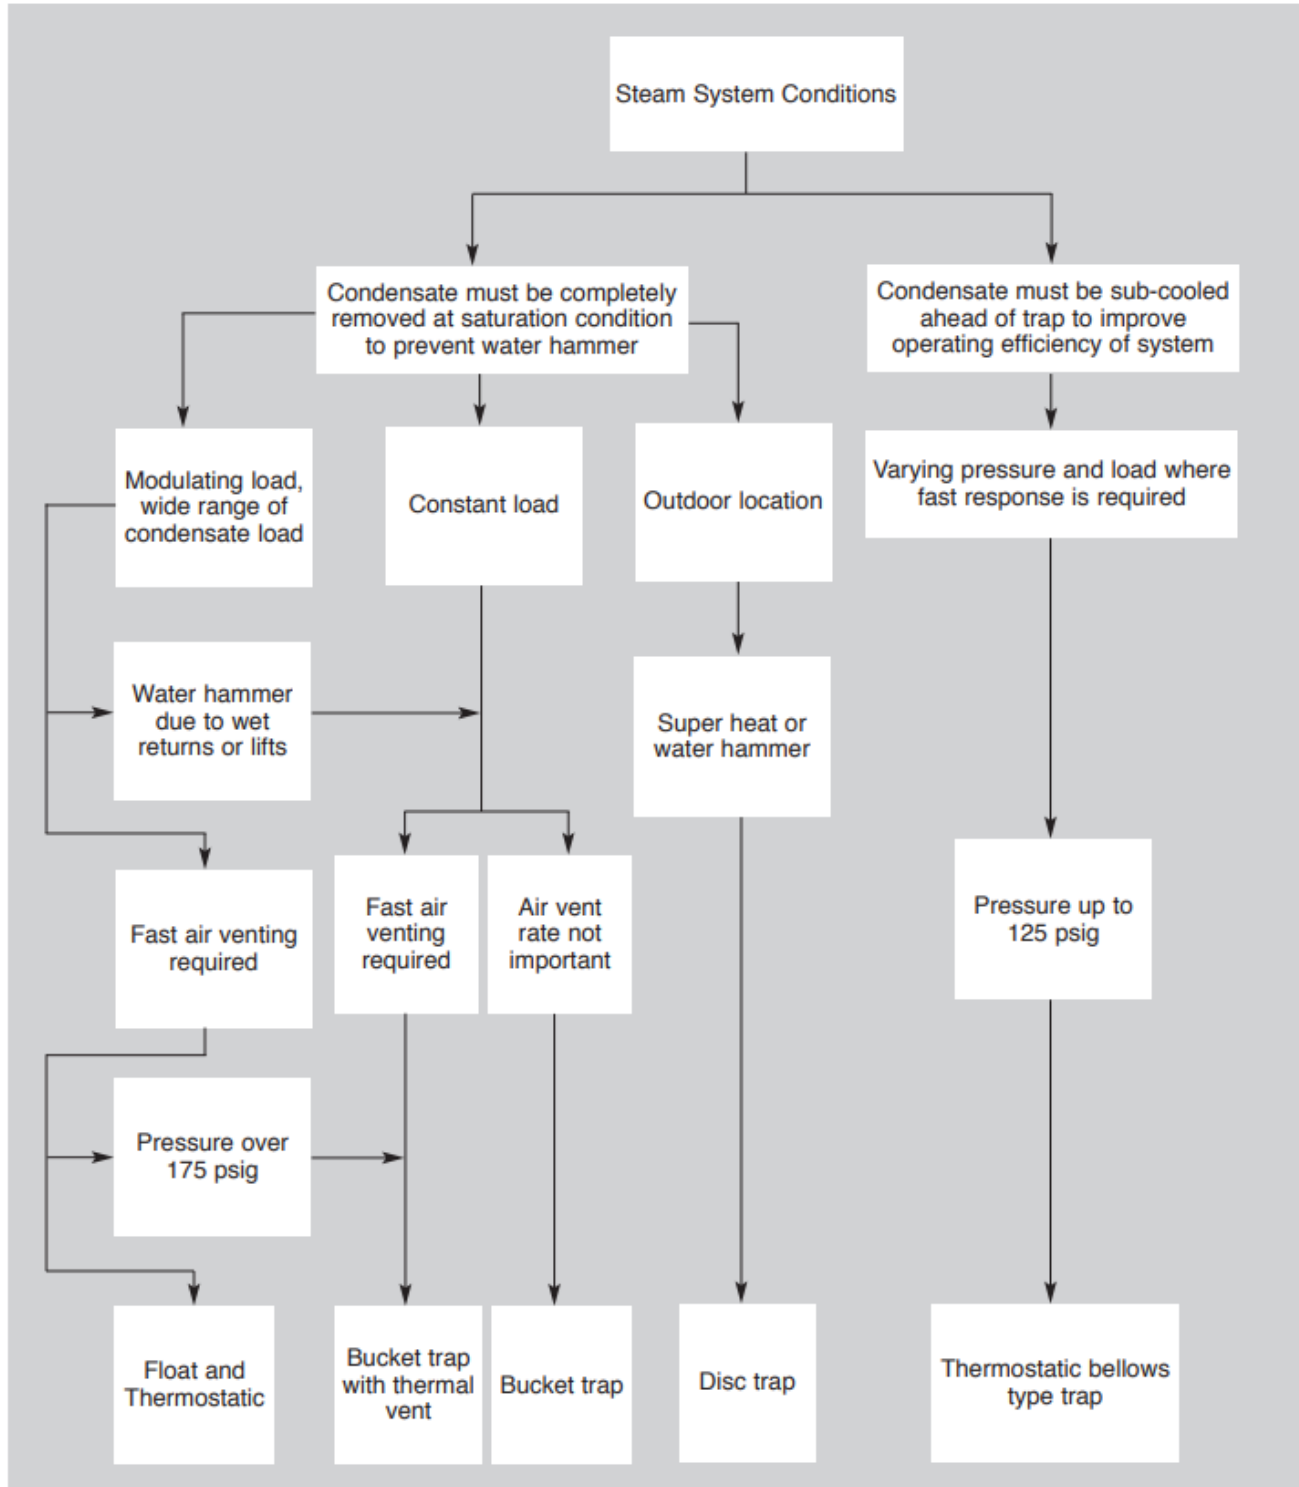 Steam System Conditions
Condensate must be completely
removed at saturation condition
to prevent water hammer
Condensate must be sub-cooled
ahead of trap to improve
operating efficiency of system
Modulating load,
wide range of
condensate load
Constant load
Outdoor location
Varying pressure and load where
fast response is required
Water hammer
due to wet
returns or lifts
Super heat or
water hammer
Fast air venting
required
Fast air
venting
required
Air vent
rate not
important
Pressure up to
125 psig
Pressure over
175 psig
Float and
Thermostatic
Bucket trap
with thermal
vent
Bucket trap
Disc trap
Thermostatic bellows
type trap